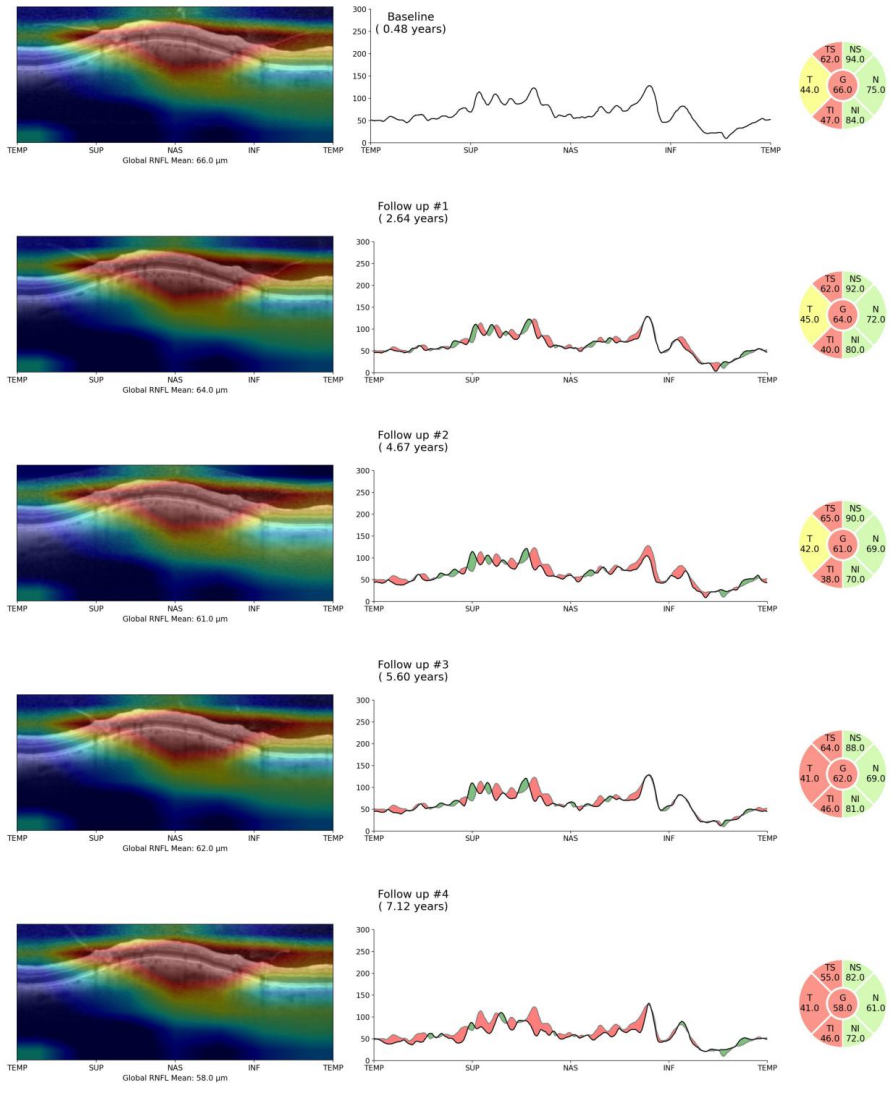 Baseline
( 0.48 years)
300
250
200
150
100
50
0
TEMP SUP NAS INF TEMP
Global RNFL Mean: 66.0 µm
TEMP SUP NAS INF TEMP
TS 62.0
NS 94.0
T 44.0
G 66.0
N 75.0
TI 47.0
NI 84.0
Follow up #1
( 2.64 years)
300
250
200
150
100
50
0
TEMP SUP NAS INF TEMP
Global RNFL Mean: 64.0 µm
TEMP SUP NAS INF TEMP
TS 62.0
NS 92.0
T 45.0
G 64.0
N 72.0
TI 40.0
NI 80.0
Follow up #2
( 4.67 years)
300
250
200
150
100
50
0
TEMP SUP NAS INF TEMP
Global RNFL Mean: 61.0 µm
TEMP SUP NAS INF TEMP
TS 65.0
NS 90.0
T 42.0
G 61.0
N 69.0
TI 38.0
NI 70.0
Follow up #3
( 5.60 years)
300
250
200
150
100
50
0
TEMP SUP NAS INF TEMP
Global RNFL Mean: 62.0 µm
TEMP SUP NAS INF TEMP
TS 64.0
NS 88.0
T 41.0
G 62.0
N 69.0
TI 46.0
NI 81.0
Follow up #4
( 7.12 years)
300
250
200
150
100
50
0
TEMP SUP NAS INF TEMP
Global RNFL Mean: 58.0 µm
TEMP SUP NAS INF TEMP
TS 55.0
NS 82.0
T 41.0
G 58.0
N 61.0
TI 46.0
NI 72.0